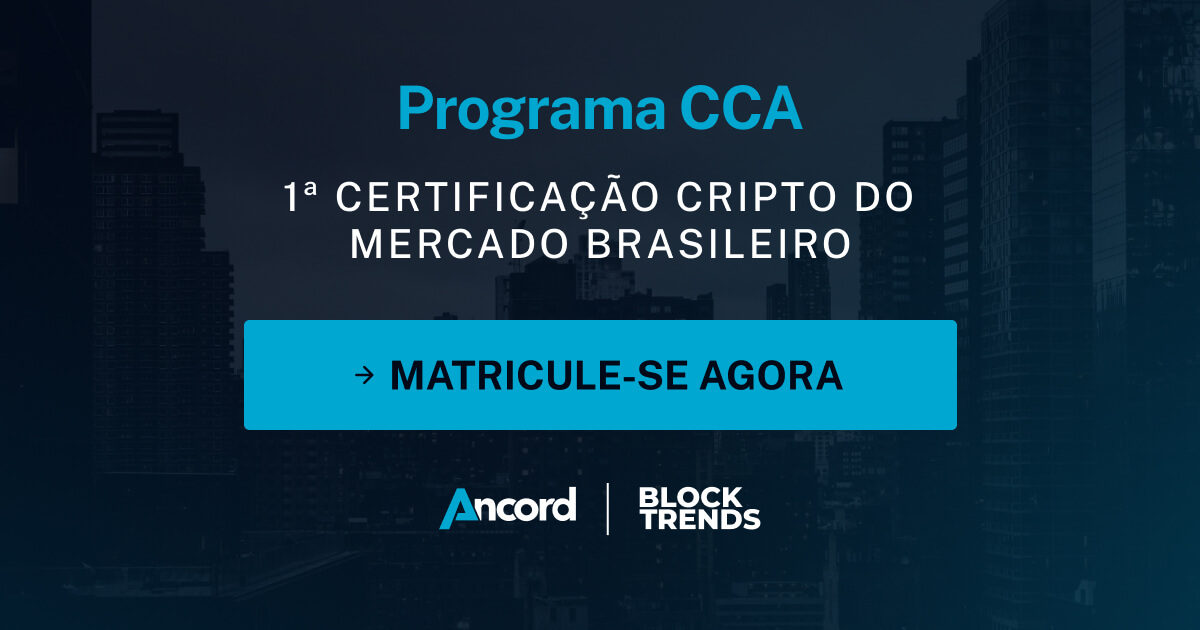 Programa CCA
1ª CERTIFICAÇÃO CRIPTO DO
MERCADO BRASILEIRO
→ MATRICULE-SE AGORA
Ancord
BLOCK
TRENDS